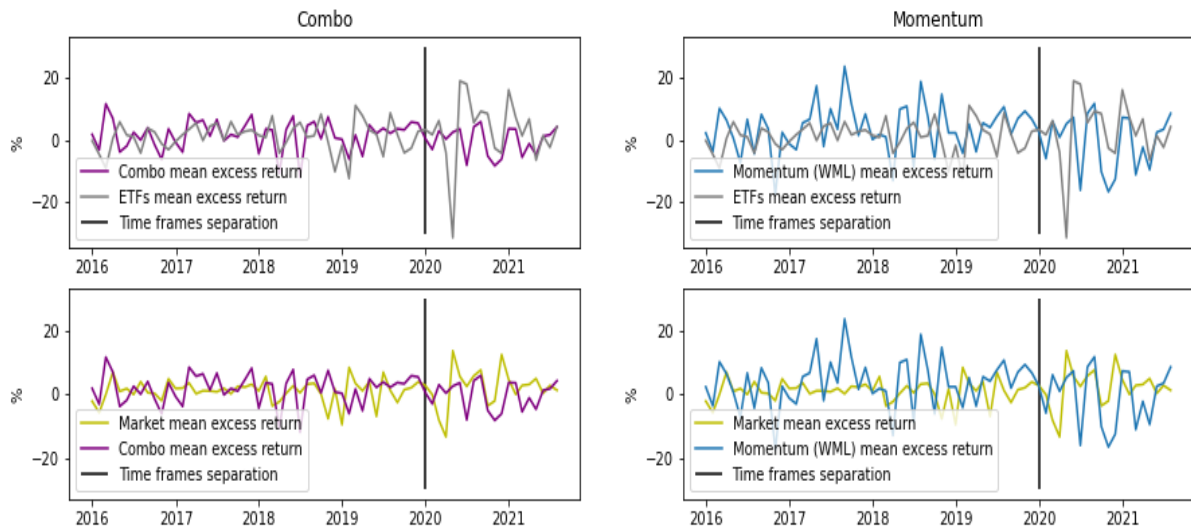 Combo
Momentum
%
20
0
−20
Combo mean excess return
ETFs mean excess return
Time frames separation
2016 2017 2018 2019 2020 2021
%
20
0
−20
Momentum (WML) mean excess return
ETFs mean excess return
Time frames separation
2016 2017 2018 2019 2020 2021
%
20
0
−20
Market mean excess return
Combo mean excess return
Time frames separation
2016 2017 2018 2019 2020 2021
%
20
0
−20
Market mean excess return
Momentum (WML) mean excess return
Time frames separation
2016 2017 2018 2019 2020 2021